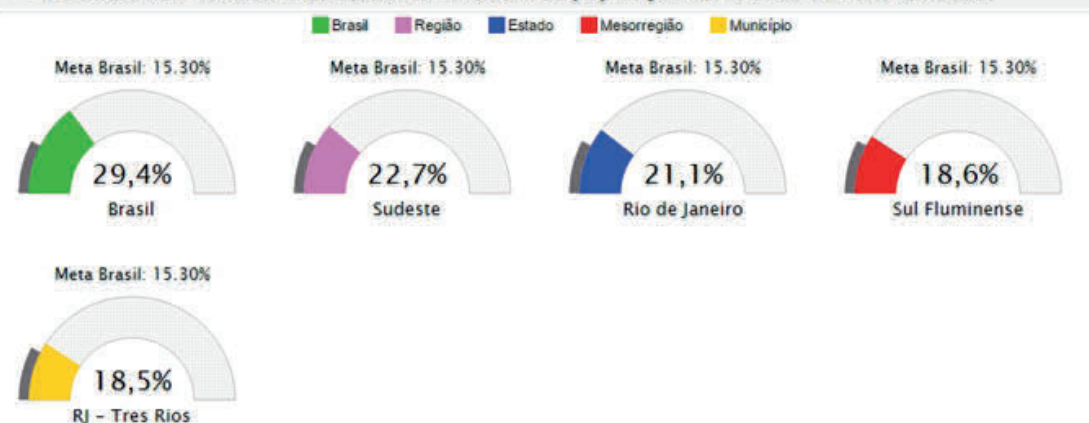 Brasil Região Estado Mesorregião Município
Meta Brasil: 15.30% Meta Brasil: 15.30% Meta Brasil: 15.30% Meta Brasil: 15.30%
29,4% 22,7% 21,1% 18,6%
Brasil Sudeste Rio de Janeiro Sul Fluminense
Meta Brasil: 15.30%
18,5%
RJ – Tres Rios